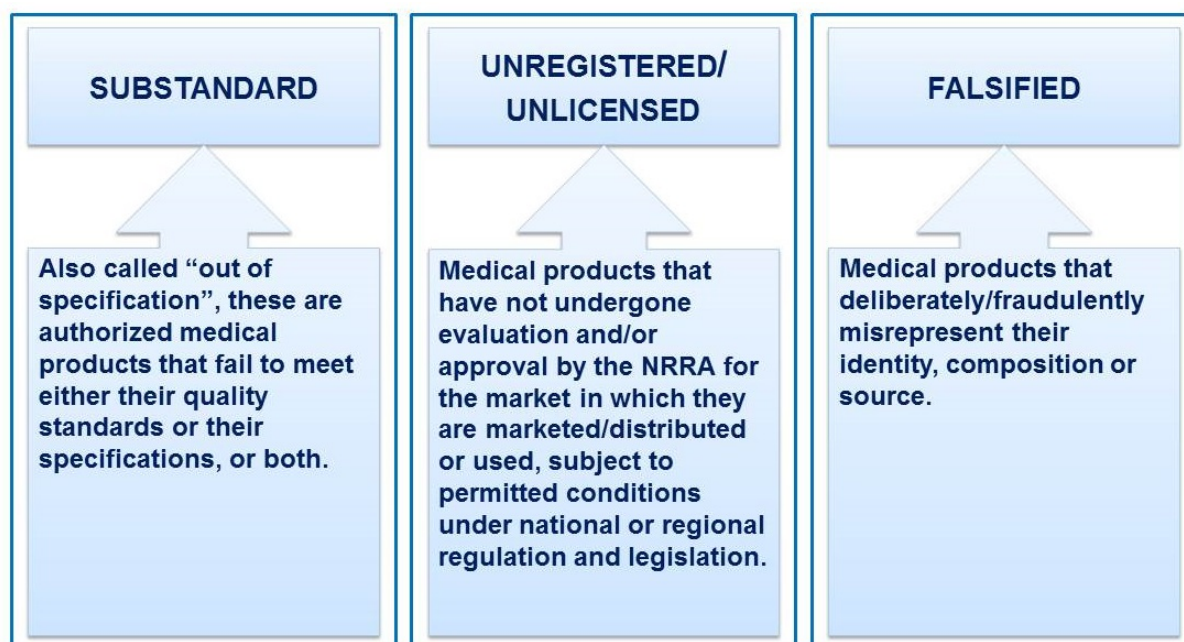 SUBSTANDARD
Also called “out of
specification”, these are
authorized medical
products that fail to meet
either their quality
standards or their
specifications, or both.
UNREGISTERED/
UNLICENSED
Medical products that
have not undergone
evaluation and/or
approval by the NRRA for
the market in which they
are marketed/distributed
or used, subject to
permitted conditions
under national or regional
regulation and legislation.
FALSIFIED
Medical products that
deliberately/fraudulently
misrepresent their
identity, composition or
source.